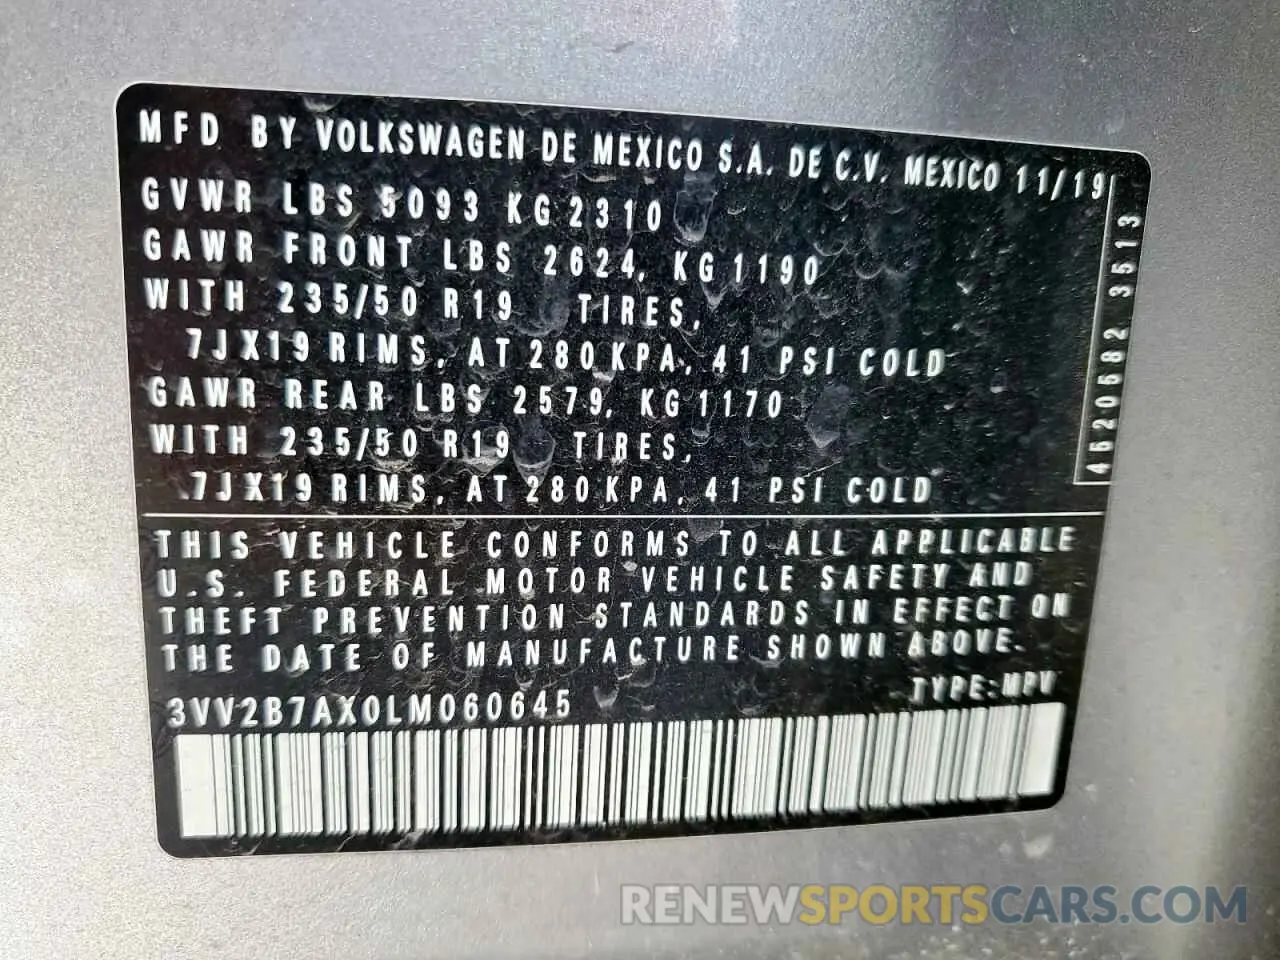 MFD BY VOLKSWAGEN DE MEXICO S.A. DE C.V. MEXICO 11/19
GVWR LBS 5093 KG 2310
GAWR FRONT LBS 2624, KG 1190
WITH 235/50 R19 TIRES,
7JX19 RIMS, AT 280 KPA, 41 PSI COLD
GAWR REAR LBS 2579, KG 1170
WITH 235/50 R19 TIRES,
7JX19 RIMS, AT 280 KPA, 41 PSI COLD
4620582 3513
THIS VEHICLE CONFORMS TO ALL APPLICABLE
U.S. FEDERAL MOTOR VEHICLE SAFETY AND
THEFT PREVENTION STANDARDS IN EFFECT ON
THE DATE OF MANUFACTURE SHOWN ABOVE.
3VV2B7AX0LM060645 TYPE:MPV
RENEWSPORTSCARS.COM